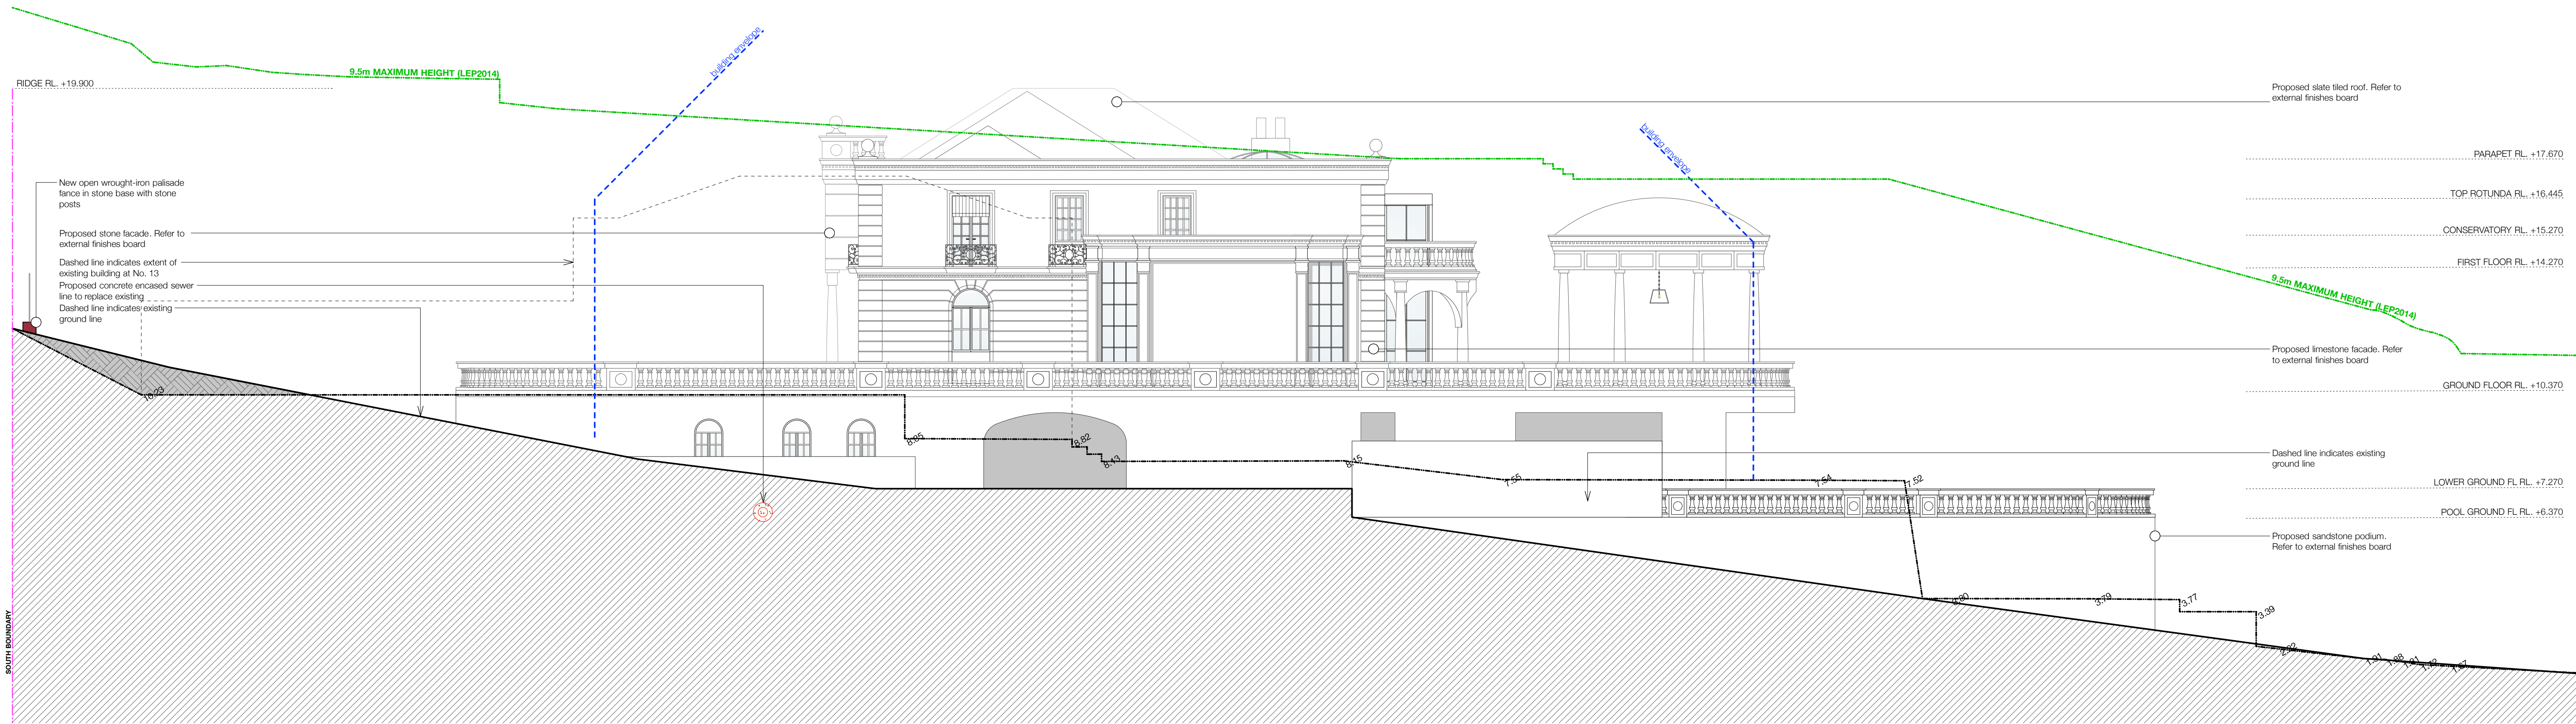 RIDGE RL. +19.900
9.5m MAXIMUM HEIGHT (LEP2014)
building envelope
New open wrought-iron palisade
fance in stone base with stone
posts
Proposed stone facade. Refer to
external finishes board
Dashed line indicates extent of
existing building at No. 13
Proposed concrete encased sewer
line to replace existing
Dashed line indicates existing
ground line
SOUTH BOUNDARY
10.23
8.85
8.82
8.13
8.15
7.55
7.54
7.52
3.79
3.77
3.39
1.91
building envelope
9.5m MAXIMUM HEIGHT (LEP2014)
Proposed slate tiled roof. Refer to
external finishes board
PARAPET RL. +17.670
TOP ROTUNDA RL. +16.445
CONSERVATORY RL. +15.270
FIRST FLOOR RL. +14.270
Proposed limestone facade. Refer
to external finishes board
GROUND FLOOR RL. +10.370
Dashed line indicates existing
ground line
LOWER GROUND FL RL. +7.270
POOL GROUND FL RL. +6.370
Proposed sandstone podium.
Refer to external finishes board